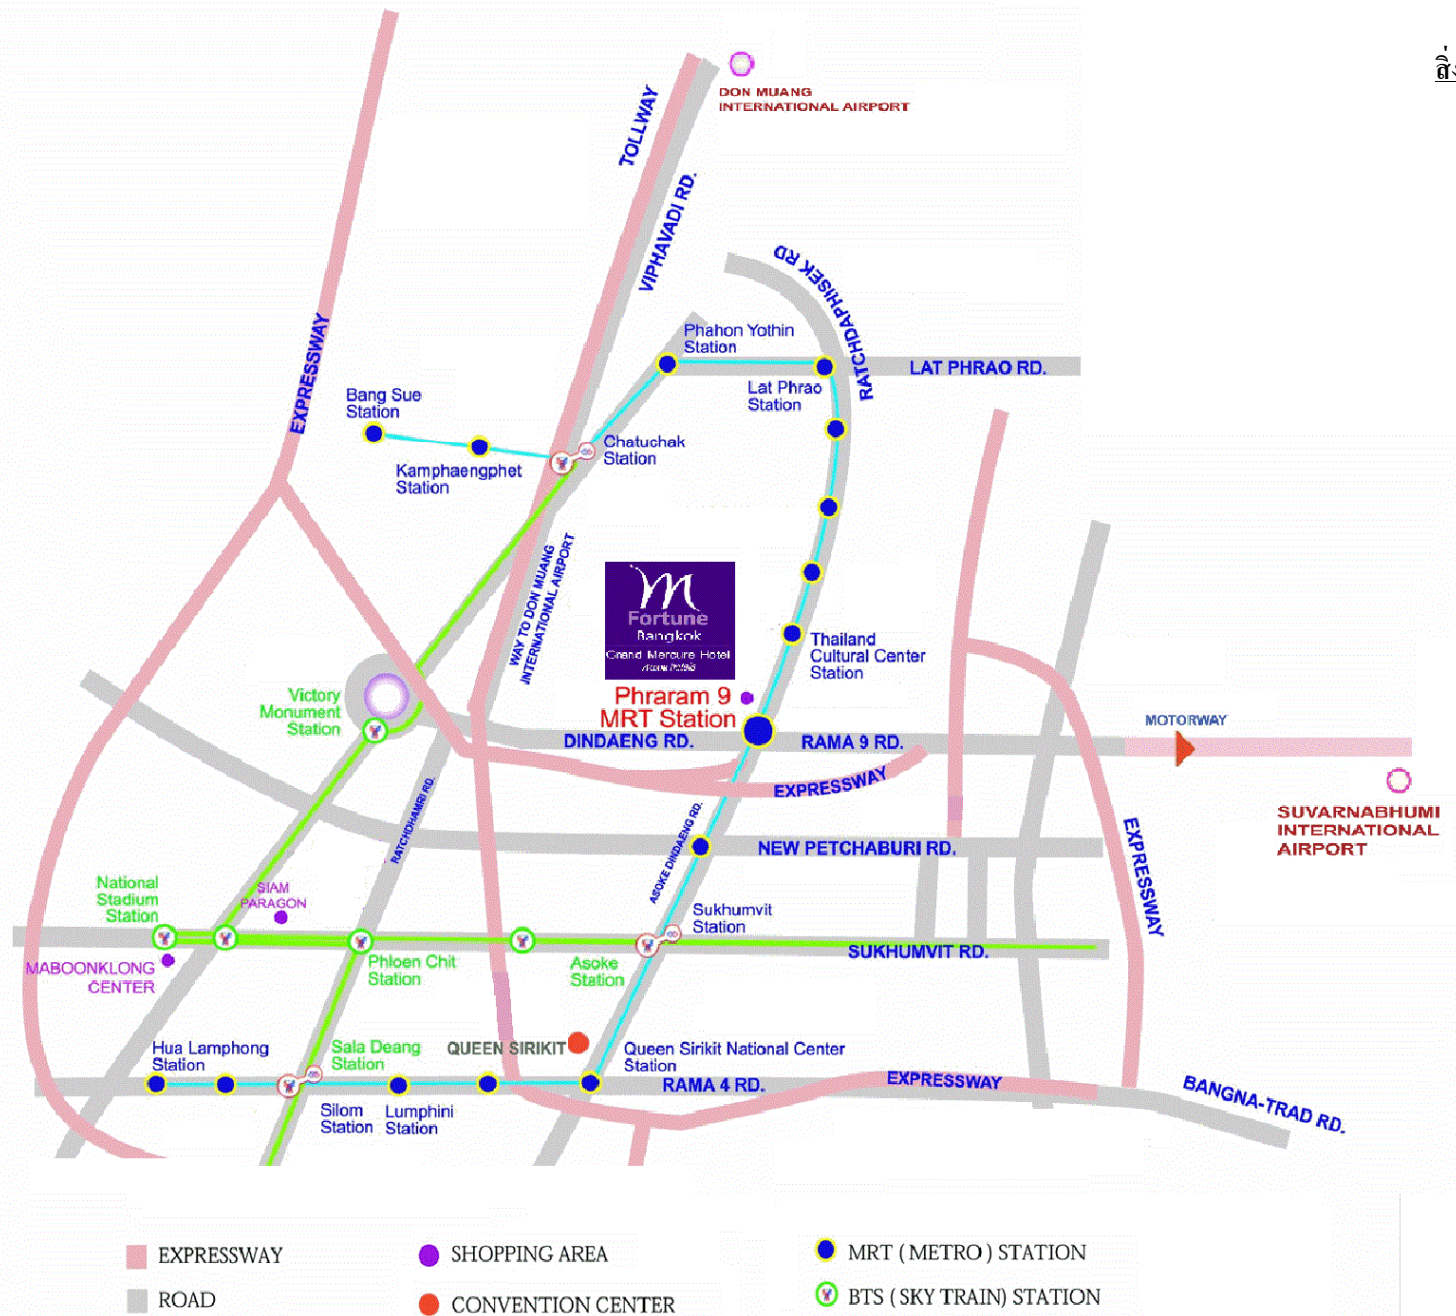 สิ่
DON MUANG
INTERNATIONAL AIRPORT
TOLLWAY
VIPHAVADI RD.
RATCHDAPHISEK RD
RATCHDAPHISEK RD.
EXPRESSWAY
Phahon Yothin
Station
LAT PHRAO RD.
Lat Phrao
Station
Bang Sue
Station
Chatuchak
Station
Kamphaengphet
Station
WAY TO DON MUANG
INTERNATIONAL AIRPORT
m
Fortune
Bangkok
Grand Mercure Hotel
Thailand
Cultural Center
Station
Victory
Monument
Station
Phraram 9
MRT Station
DINDAENG RD.
RAMA 9 RD.
MOTORWAY
EXPRESSWAY
SUVARNABHUMI
INTERNATIONAL
AIRPORT
RATCHDHAMRI RD.
ASOKE DINDAENG RD.
NEW PETCHABURI RD.
EXPRESSWAY
National
Stadium
Station
SIAM
PARAGON
Sukhumvit
Station
SUKHUMVIT RD.
MABOONKLONG
CENTER
Phloen Chit
Station
Asoke
Station
Hua Lamphong
Station
Sala Deang
Station
QUEEN SIRIKIT
Queen Sirikit National Center
Station
RAMA 4 RD.
EXPRESSWAY
BANGNA-TRAD RD.
Silom
Station
Lumphini
Station
EXPRESSWAY
SHOPPING AREA
MRT ( METRO ) STATION
ROAD
CONVENTION CENTER
BTS ( SKY TRAIN) STATION